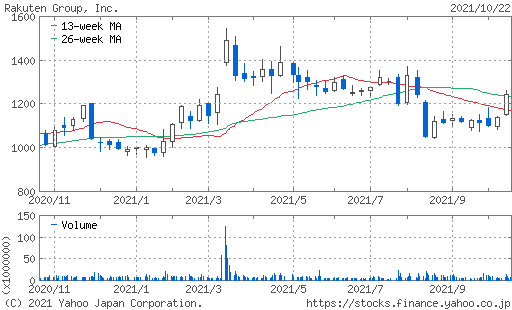 Rakuten Group, Inc. 2021/10/22
1600
13-week MA
26-week MA
1400
1200
1000
800
2020/11 2021/1 2021/3 2021/5 2021/7 2021/9
150
Volume
100
50
0
(x1000000)
2020/11 2021/1 2021/3 2021/5 2021/7 2021/9
(C) 2021 Yahoo Japan Corporation. https://stocks.finance.yahoo.co.jp/